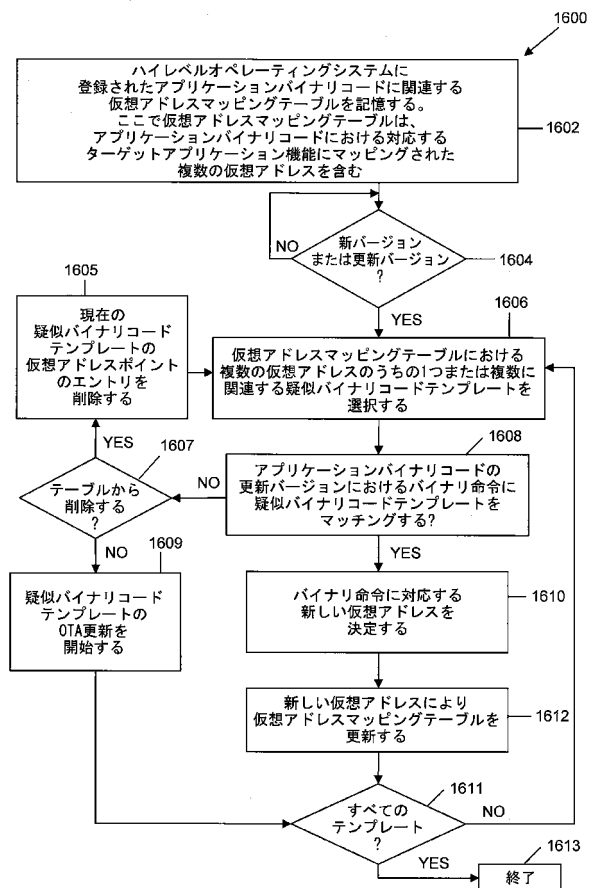 1600
ハイレベルオペレーティングシステムに
登録されたアプリケーションバイナリコードに関連する
仮想アドレスマッピングテーブルを記憶する。
ここで仮想アドレスマッピングテーブルは、
アプリケーションバイナリコードにおける対応する
ターゲットアプリケーション機能にマッピングされた
複数の仮想アドレスを含む
1602
新バージョン
または更新バージョン
?
NO
1604
YES
1605
現在の
疑似バイナリコード
テンプレートの
仮想アドレスポイント
のエントリを
削除する
1606
仮想アドレスマッピングテーブルにおける
複数の仮想アドレスのうちの1つまたは複数に
関連する疑似バイナリコードテンプレートを
選択する
YES
1607
テーブルから
削除する
?
NO
1608
アプリケーションバイナリコードの
更新バージョンにおけるバイナリ命令に
疑似バイナリコードテンプレートを
マッチングする?
NO
YES
1609
疑似バイナリコード
テンプレートの
OTA更新を
開始する
バイナリ命令に対応する
新しい仮想アドレスを
決定する
1610
新しい仮想アドレスにより
仮想アドレスマッピングテーブルを
更新する
1612
1611
すべての
テンプレート
?
NO
YES
1613
終了